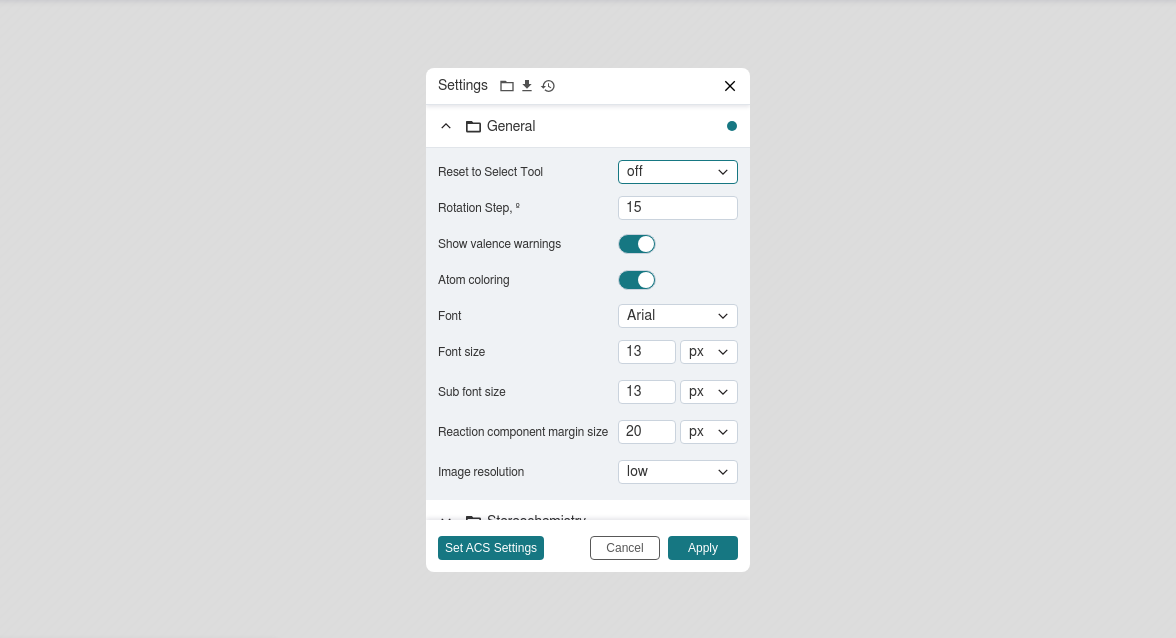 Settings
General
Reset to Select Tool off
Rotation Step, º 15
Show valence warnings
Atom coloring
Font Arial
Font size 13 px
Sub font size 13 px
Reaction component margin size 20 px
Image resolution low
Stereochemistry
Set ACS Settings Cancel Apply